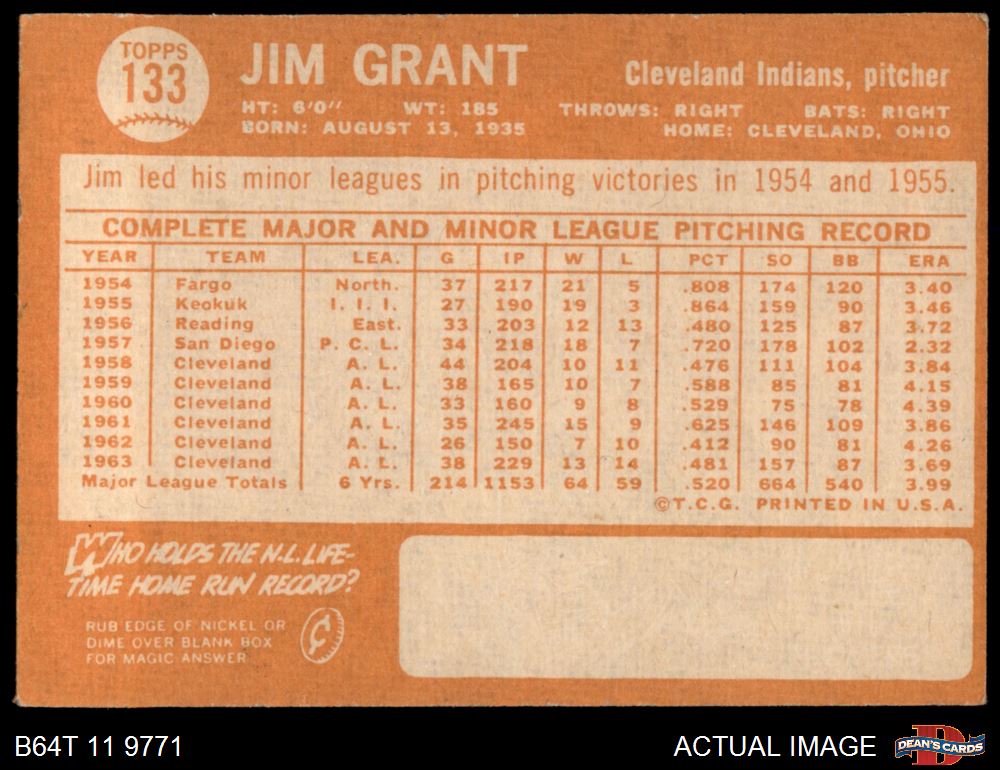 TOPPS
133
JIM GRANT
Cleveland Indians, pitcher
HT: 6'0" WT: 185 THROWS: RIGHT BATS: RIGHT
BORN: AUGUST 13, 1935 HOME: CLEVELAND, OHIO
Jim led his minor leagues in pitching victories in 1954 and 1955.
COMPLETE MAJOR AND MINOR LEAGUE PITCHING RECORD
YEAR TEAM LEA. G IP W L PCT SO BB ERA
1954 Fargo North. 37 217 21 5 .808 174 120 3.40
1955 Keokuk I. I. I. 27 190 19 3 .864 159 90 3.46
1956 Reading East. 33 203 12 13 .480 125 87 3.72
1957 San Diego P. C. L. 34 218 18 7 .720 178 102 2.32
1958 Cleveland A. L. 44 204 10 11 .476 111 104 3.84
1959 Cleveland A. L. 38 165 10 7 .588 85 81 4.15
1960 Cleveland A. L. 33 160 9 8 .529 75 78 4.39
1961 Cleveland A. L. 35 245 15 9 .625 146 109 3.86
1962 Cleveland A. L. 26 150 7 10 .412 90 81 4.26
1963 Cleveland A. L. 38 229 13 14 .481 157 87 3.69
Major League Totals 6 Yrs. 214 1153 64 59 .520 664 540 3.99
©T.C.G. PRINTED IN U.S.A.
WHO HOLDS THE N.L. LIFE-
TIME HOME RUN RECORD?
RUB EDGE OF NICKEL OR
DIME OVER BLANK BOX
FOR MAGIC ANSWER
¢
B64T 11 9771
ACTUAL IMAGE
D
DEAN'S CARDS